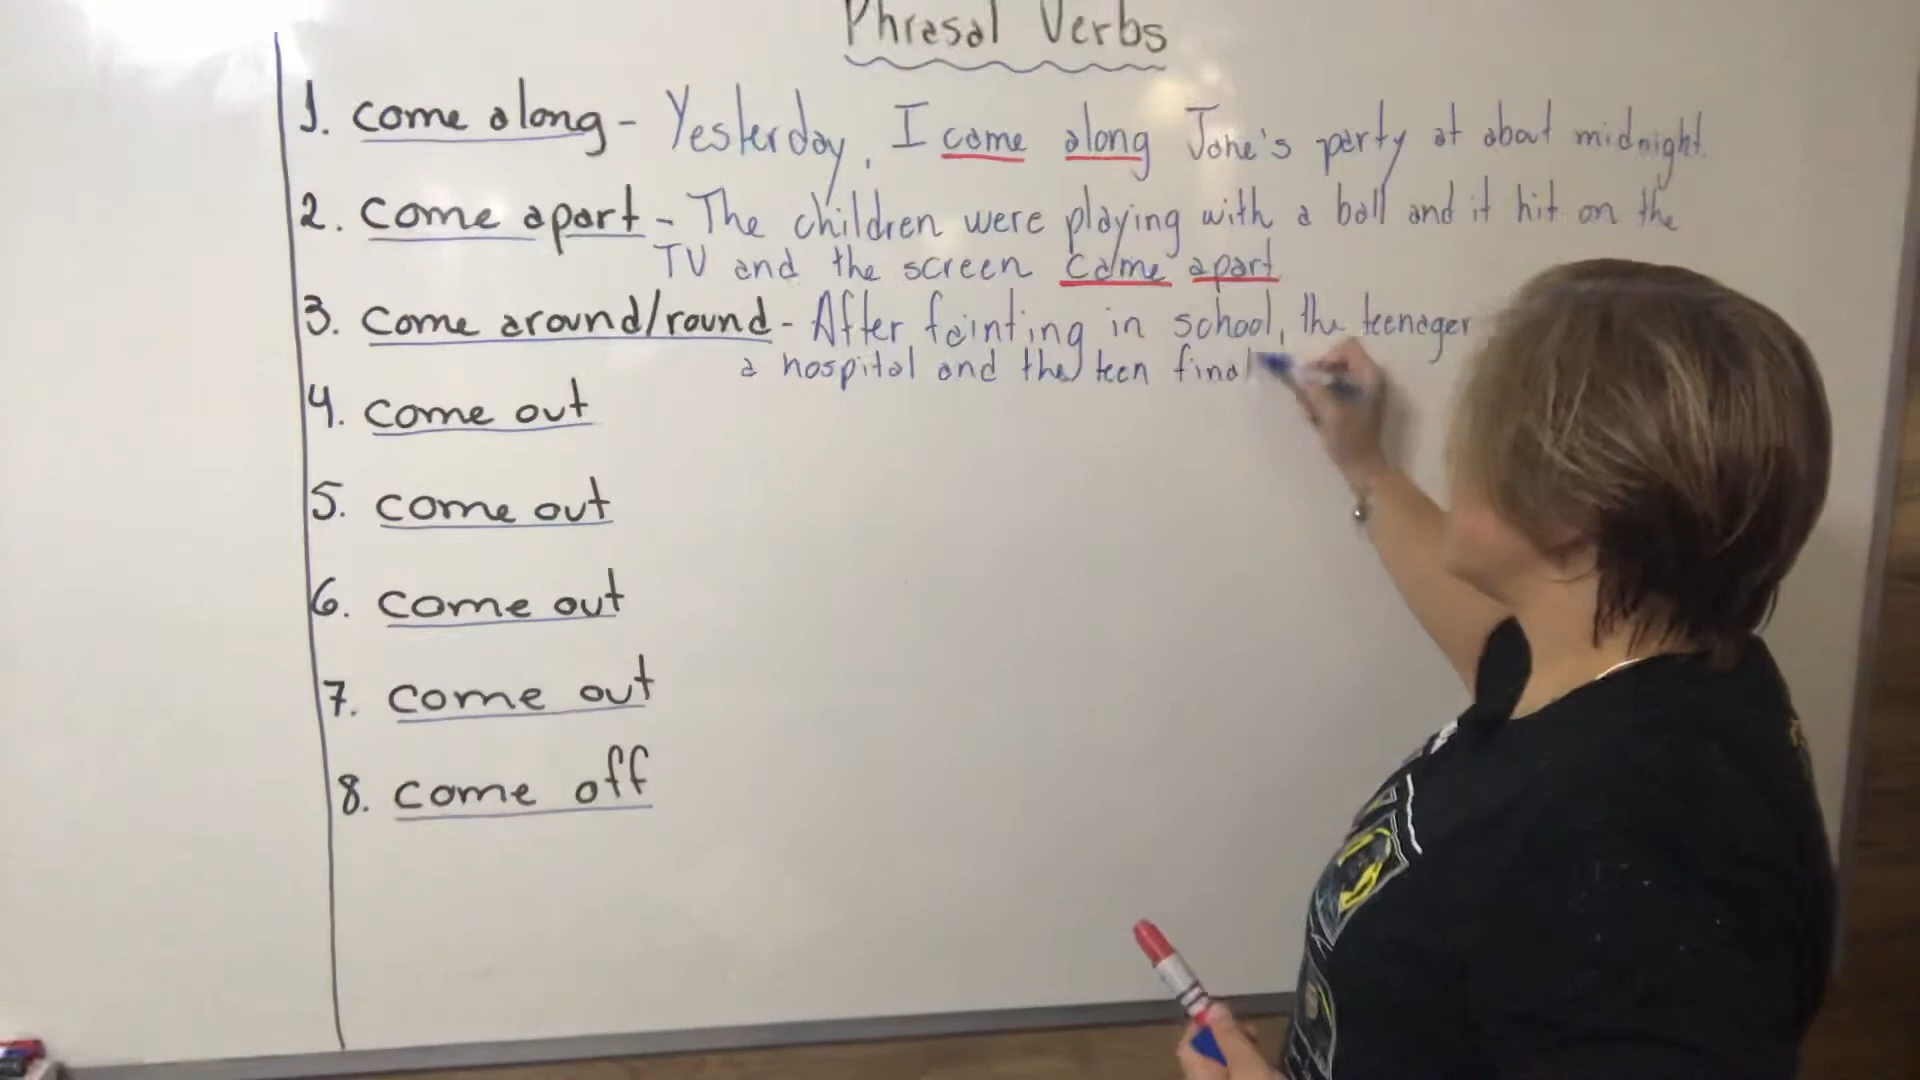 Phrasal Verbs
1. come along - Yesterday, I came along Jane's party at about midnight.
2. come apart - The children were playing with a ball and it hit on the
TV and the screen came apart
3. come around/round - After fainting in school, the teenager
a hospital and the teen final
4. come out
5. come out
6. come out
7. come out
8. come off